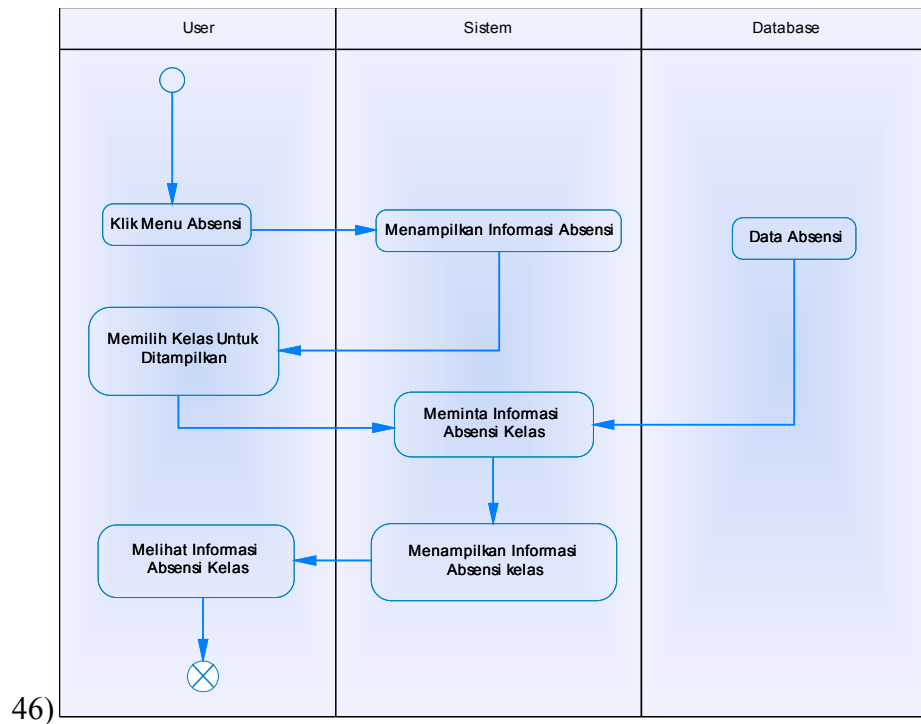 User
Sistem
Database
Klik Menu Absensi
Menampilkan Informasi Absensi
Data Absensi
Memilih Kelas Untuk
Ditampilkan
Meminta Informasi
Absensi Kelas
Melihat Informasi
Absensi Kelas
Menampilkan Informasi
Absensi kelas
46)